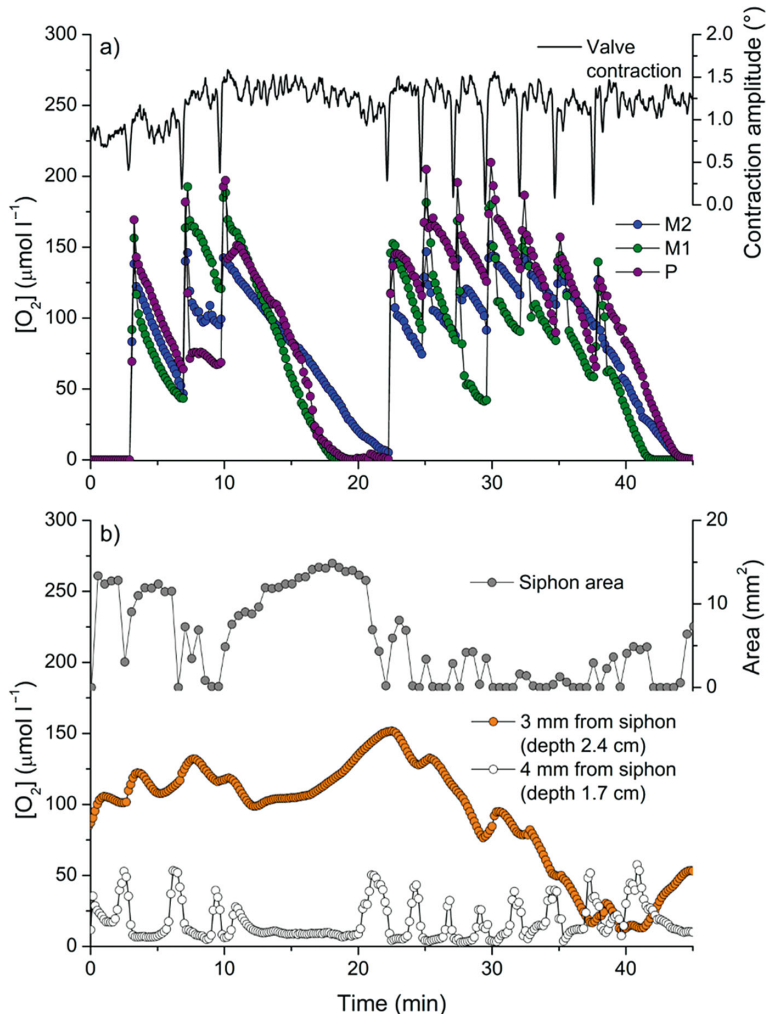 a)
300
250
200
150
100
50
0
[O₂] (µmol l⁻¹)
0
10
20
30
40
Valve
contraction
2.0
1.5
1.0
0.5
0.0
Contraction amplitude (°)
M2
M1
P
b)
300
250
200
150
100
50
0
[O₂] (µmol l⁻¹)
Siphon area
20
10
0
Area (mm²)
3 mm from siphon
(depth 2.4 cm)
4 mm from siphon
(depth 1.7 cm)
0
10
20
30
40
Time (min)